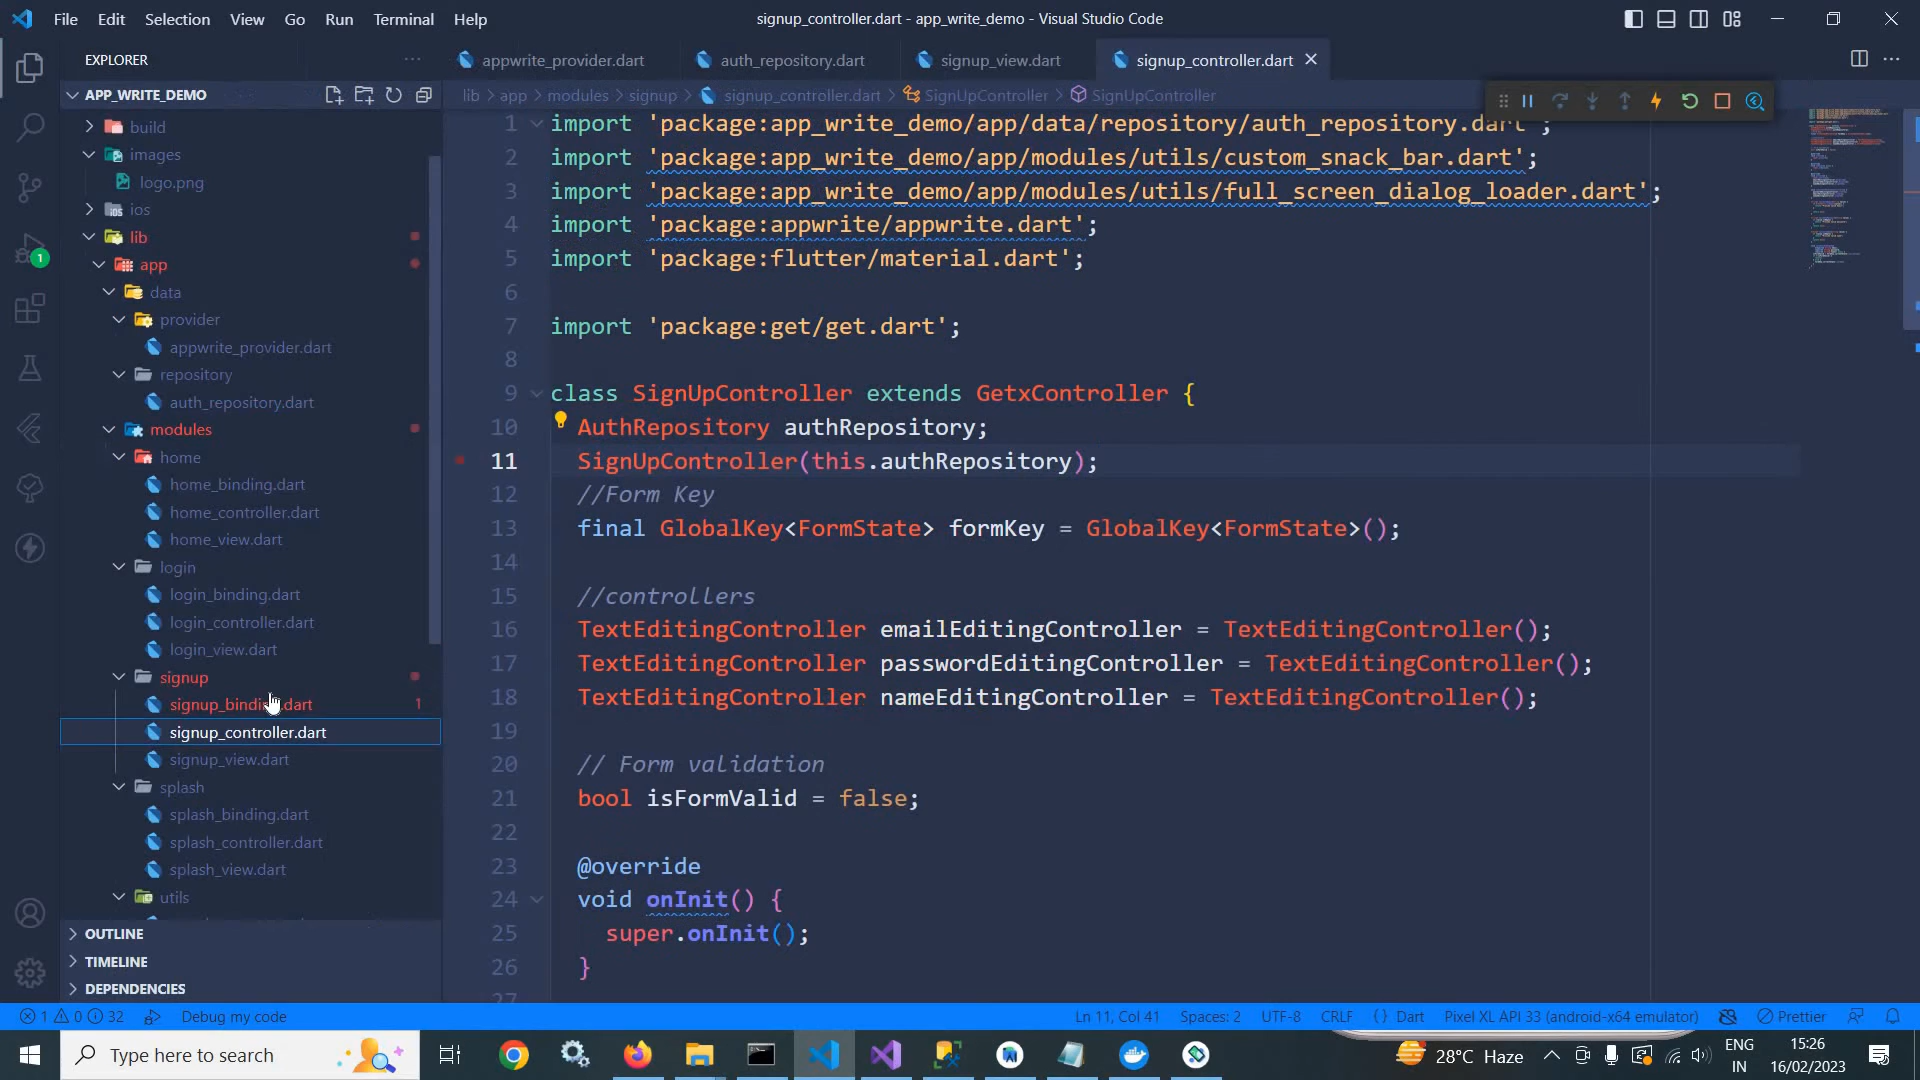 File Edit Selection View Go Run Terminal Help
signup_controller.dart - app_write_demo - Visual Studio Code
EXPLORER
APP_WRITE_DEMO
build
images
logo.png
ios
lib
app
data
provider
appwrite_provider.dart
repository
auth_repository.dart
modules
home
home_binding.dart
home_controller.dart
home_view.dart
login
login_binding.dart
login_controller.dart
login_view.dart
signup
signup_binding.dart 1
signup_controller.dart
signup_view.dart
splash
splash_binding.dart
splash_controller.dart
splash_view.dart
utils
OUTLINE
TIMELINE
DEPENDENCIES
1
appwrite_provider.dart auth_repository.dart signup_view.dart signup_controller.dart
lib > app > modules > signup > signup_controller.dart > SignUpController > SignUpController
1 import 'package:app_write_demo/app/data/repository/auth_repository.dart';
2 import 'package:app_write_demo/app/modules/utils/custom_snack_bar.dart';
3 import 'package:app_write_demo/app/modules/utils/full_screen_dialog_loader.dart';
4 import 'package:appwrite/appwrite.dart';
5 import 'package:flutter/material.dart';
6
7 import 'package:get/get.dart';
8
9 class SignUpController extends GetxController {
10 AuthRepository authRepository;
11 SignUpController(this.authRepository);
12 //Form Key
13 final GlobalKey<FormState> formKey = GlobalKey<FormState>();
14
15 //controllers
16 TextEditingController emailEditingController = TextEditingController();
17 TextEditingController passwordEditingController = TextEditingController();
18 TextEditingController nameEditingController = TextEditingController();
19
20 // Form validation
21 bool isFormValid = false;
22
23 @override
24 void onInit() {
25 super.onInit();
26 }
27
1 0 32 Debug my code
Ln 11, Col 41 Spaces: 2 UTF-8 CRLF {} Dart Pixel XL API 33 (android-x64 emulator) Prettier
Type here to search
28°C Haze
ENG
IN
15:26
16/02/2023